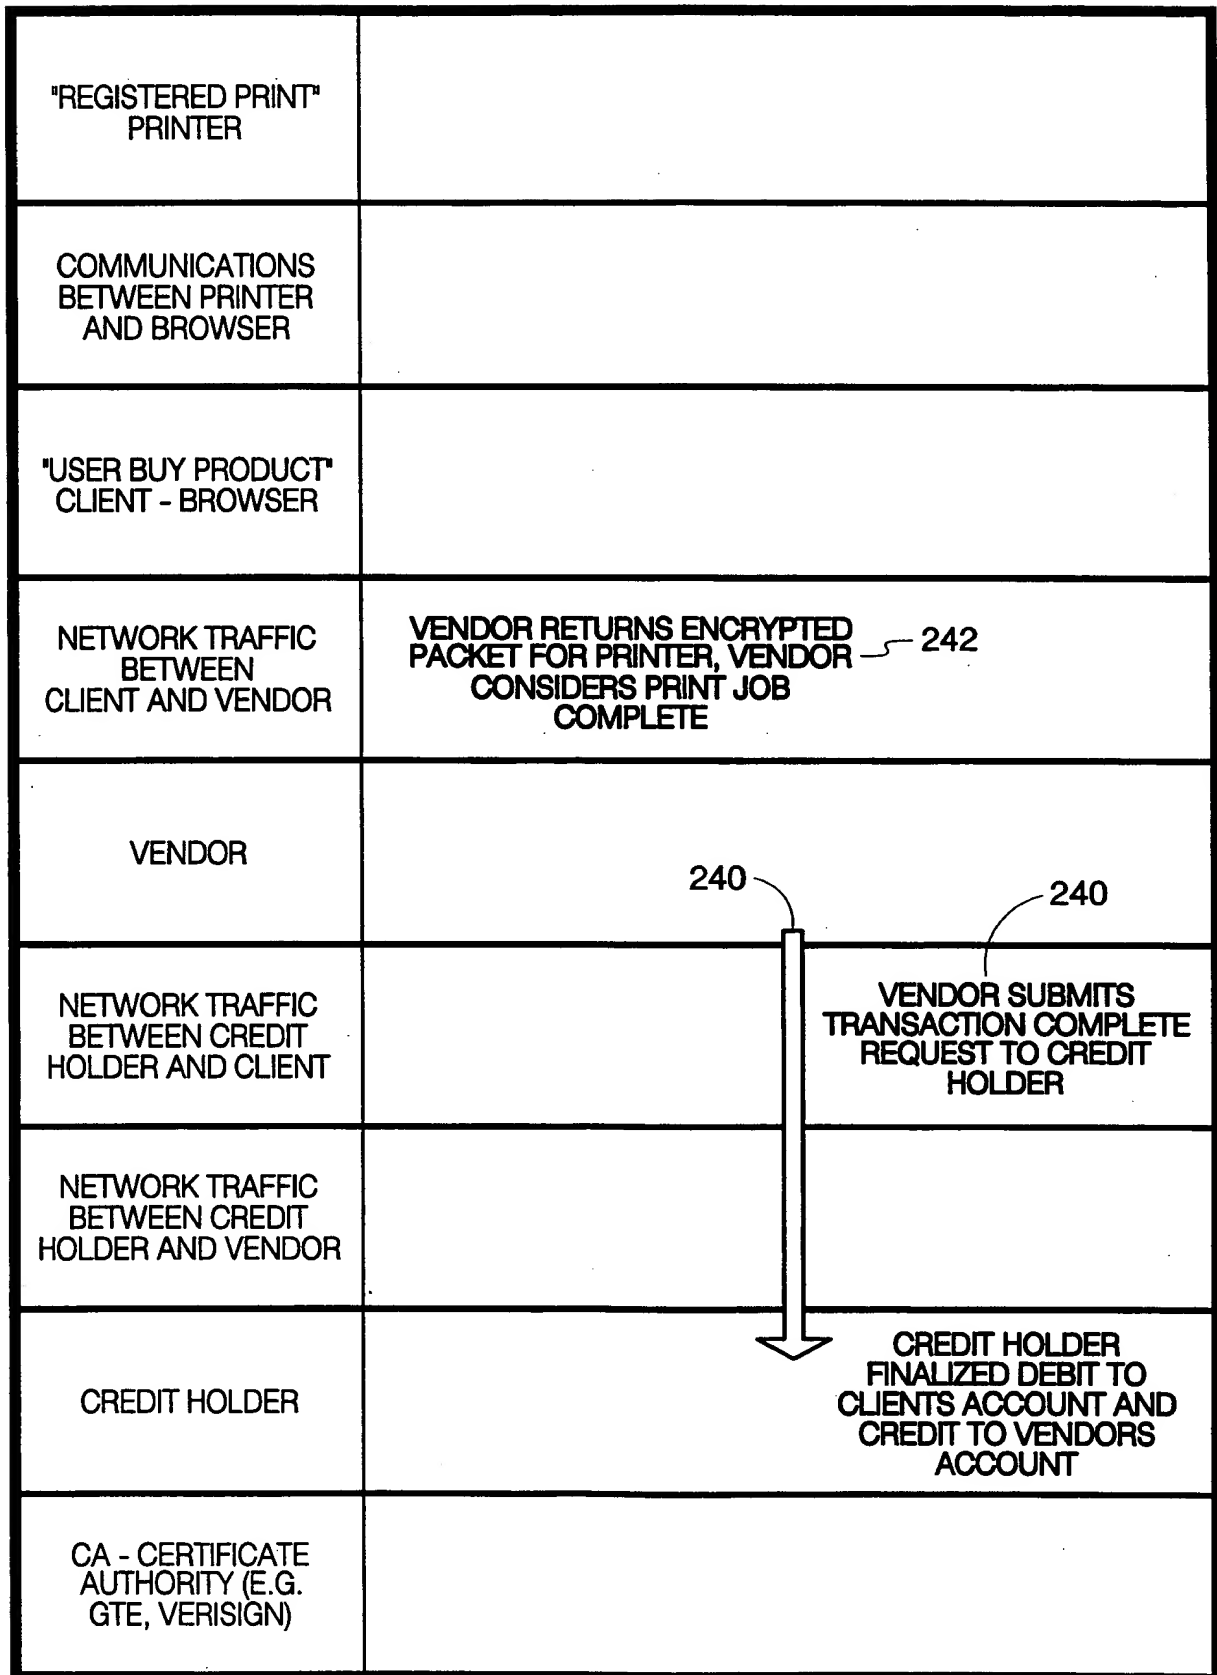 "REGISTERED PRINT"
PRINTER
COMMUNICATIONS
BETWEEN PRINTER
AND BROWSER
"USER BUY PRODUCT"
CLIENT - BROWSER
NETWORK TRAFFIC
BETWEEN
CLIENT AND VENDOR
VENDOR RETURNS ENCRYPTED
PACKET FOR PRINTER, VENDOR
CONSIDERS PRINT JOB
COMPLETE
242
VENDOR
240
240
NETWORK TRAFFIC
BETWEEN CREDIT
HOLDER AND CLIENT
VENDOR SUBMITS
TRANSACTION COMPLETE
REQUEST TO CREDIT
HOLDER
NETWORK TRAFFIC
BETWEEN CREDIT
HOLDER AND VENDOR
CREDIT HOLDER
CREDIT HOLDER
FINALIZED DEBIT TO
CLIENTS ACCOUNT AND
CREDIT TO VENDORS
ACCOUNT
CA - CERTIFICATE
AUTHORITY (E.G.
GTE, VERISIGN)